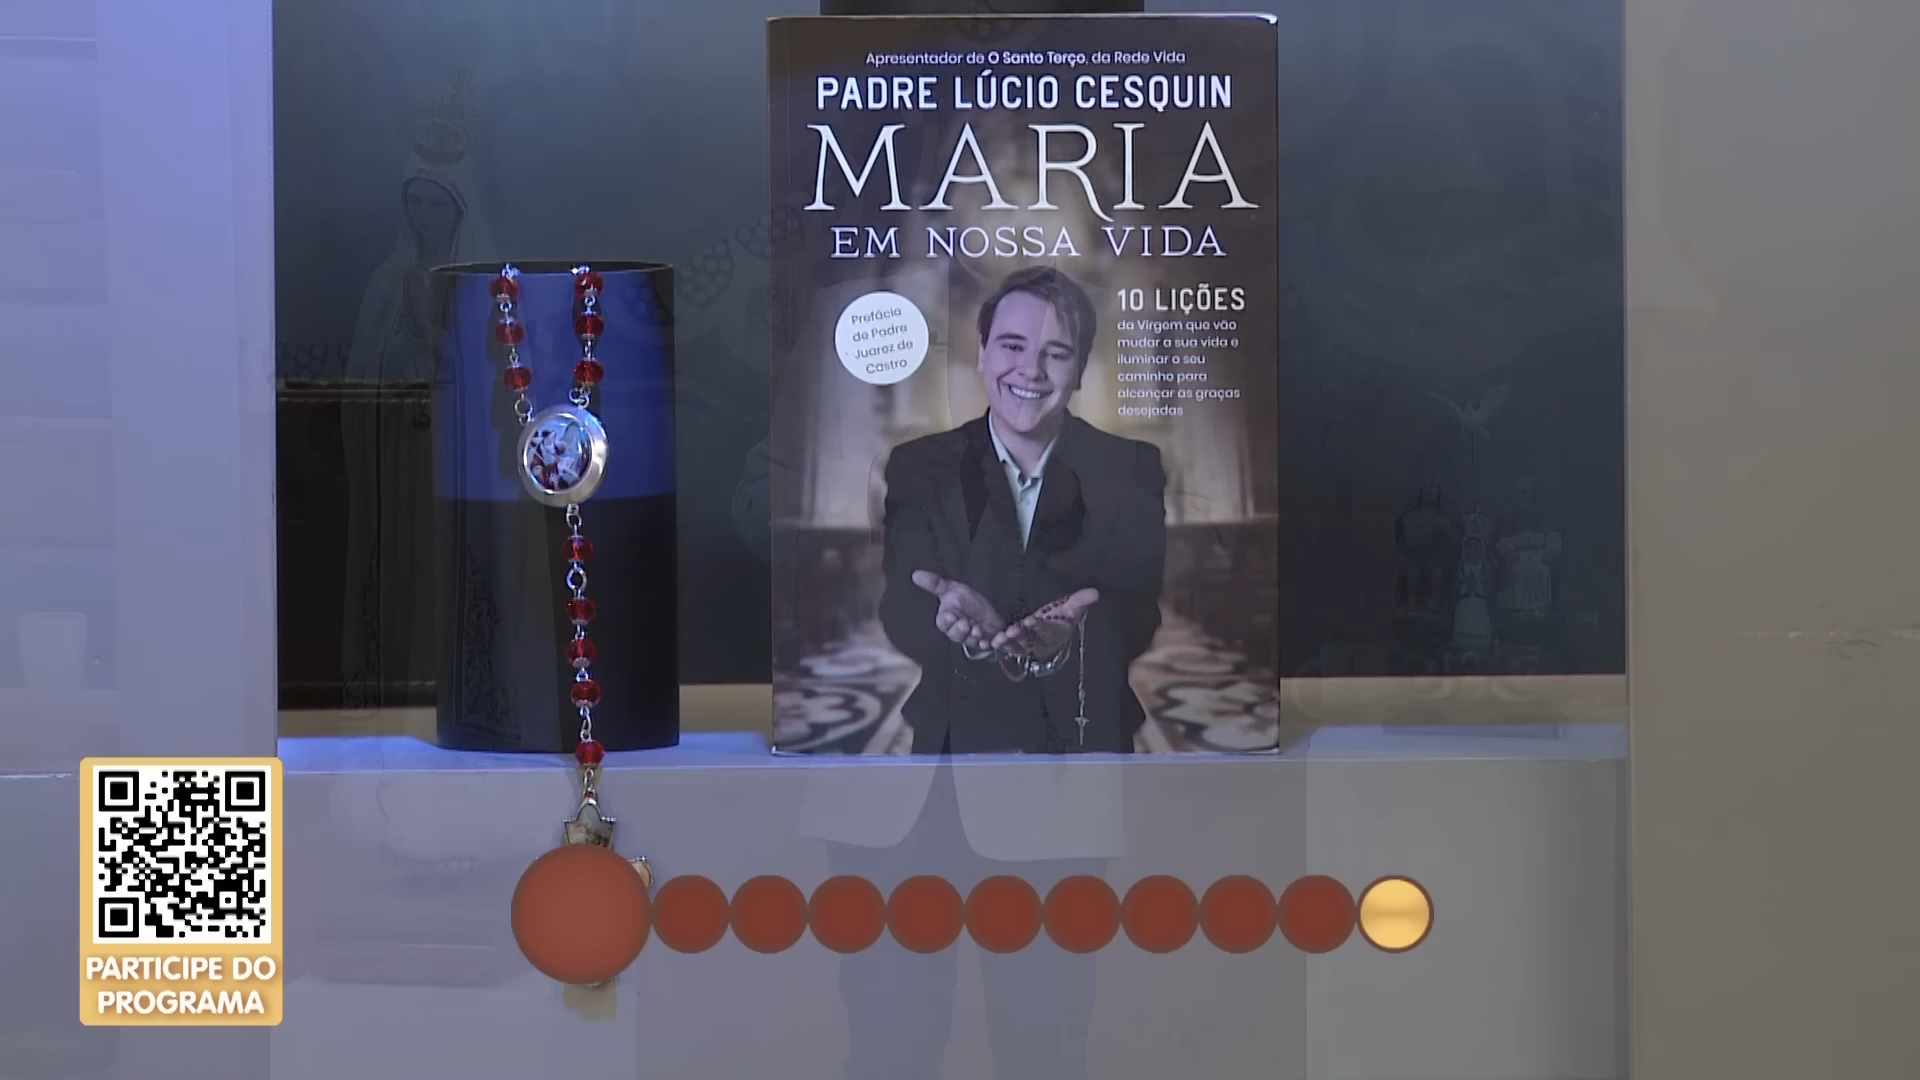 Apresentador de O Santo Terço, da Rede Vida
PADRE LÚCIO CESQUIN
MARIA
EM NOSSA VIDA
10 LIÇÕES
da Virgem que vão
mudar a sua vida e
iluminar o seu
caminho para
alcançar as graças
desejadas
Prefácio
de Padre
Juarez de
Castro
PARTICIPE DO
PROGRAMA